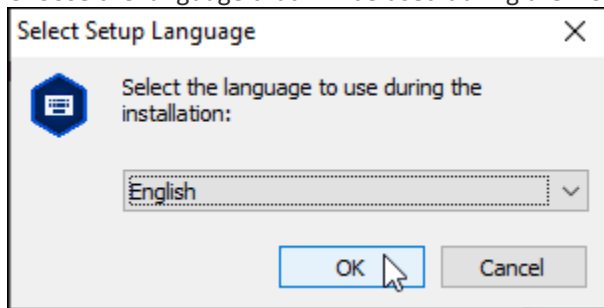 Select Setup Language
Select the language to use during the
installation:
English
OK
Cancel